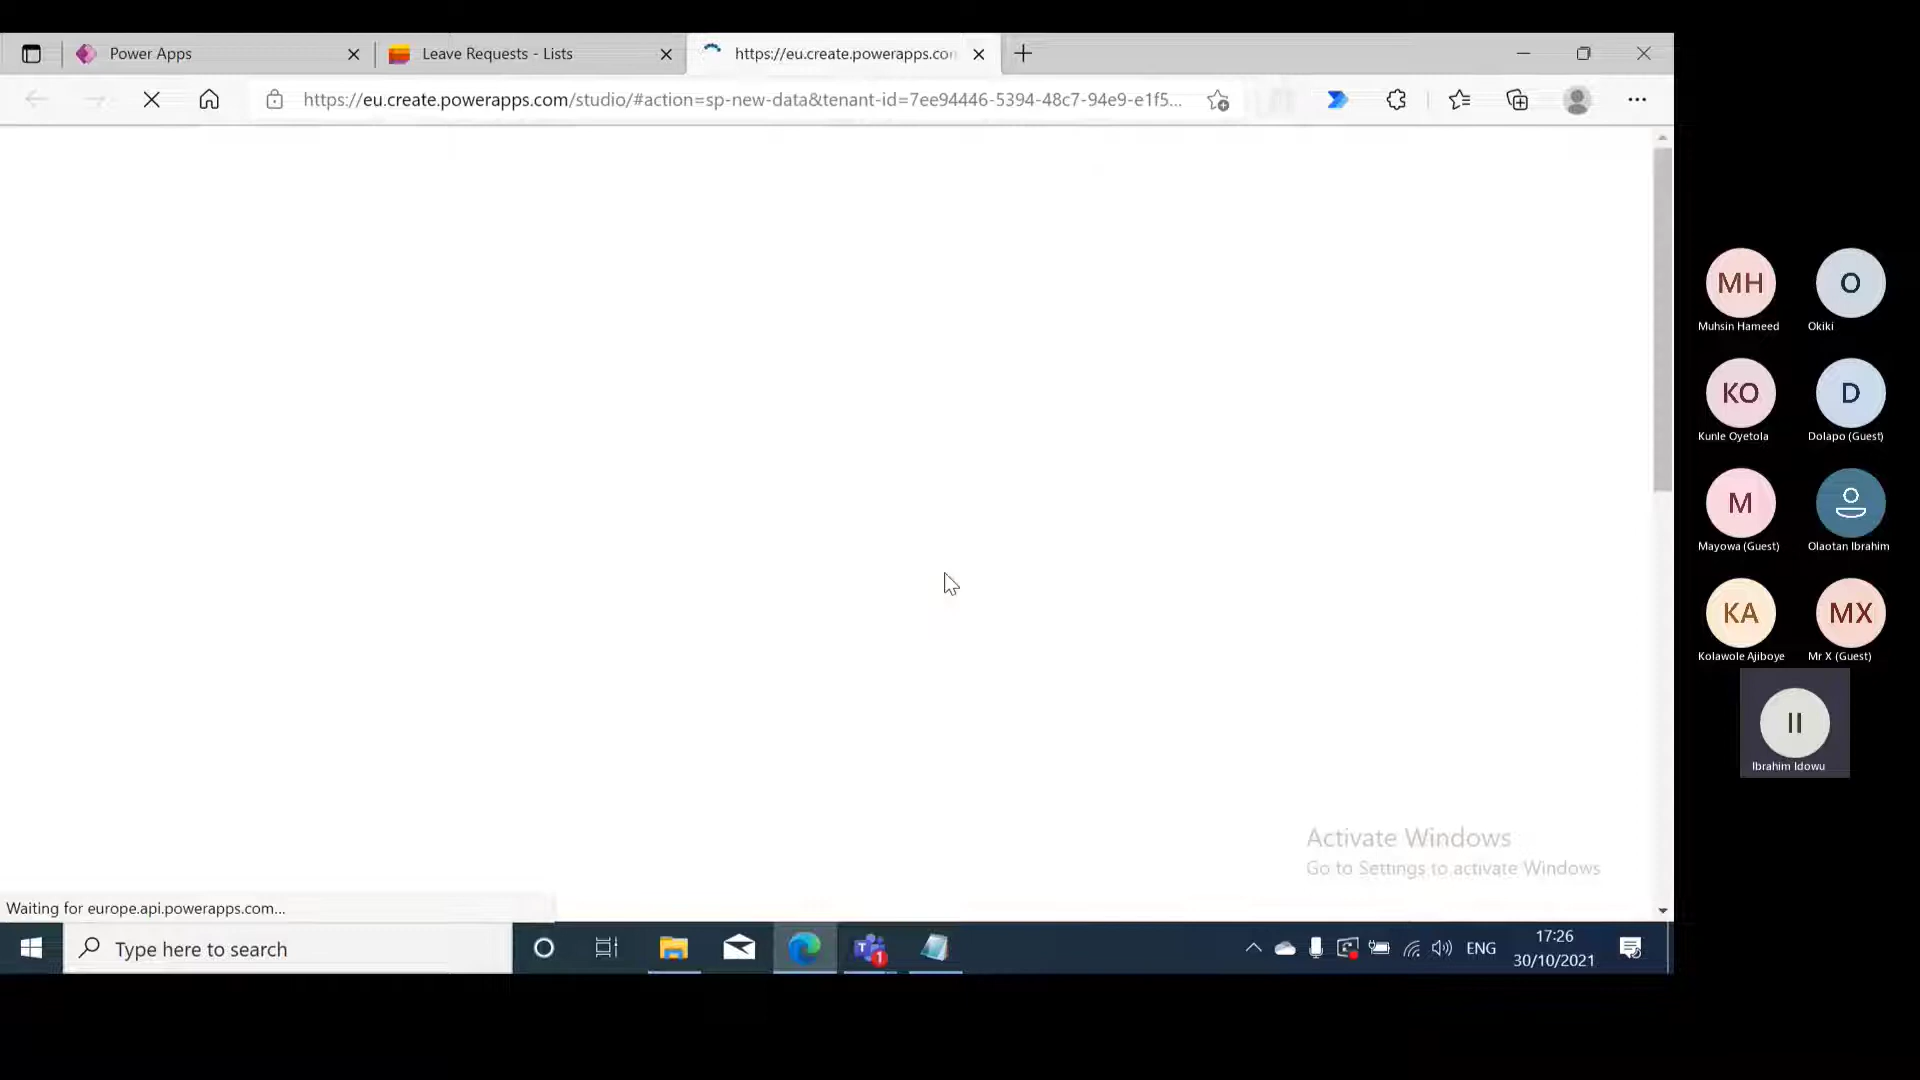 Power Apps
Leave Requests - Lists
https://eu.create.powerapps.con
https://eu.create.powerapps.com/studio/#action=sp-new-data&tenant-id=7ee94446-5394-48c7-94e9-e1f5...
MH
Muhsin Hameed
O
Okiki
KO
Kunle Oyetola
D
Dolapo (Guest)
M
Mayowa (Guest)
Olaotan Ibrahim
KA
Kolawole Ajiboye
MX
Mr X (Guest)
II
Ibrahim Idowu
Activate Windows
Go to Settings to activate Windows
Waiting for europe.api.powerapps.com...
Type here to search
1
ENG
17:26
30/10/2021